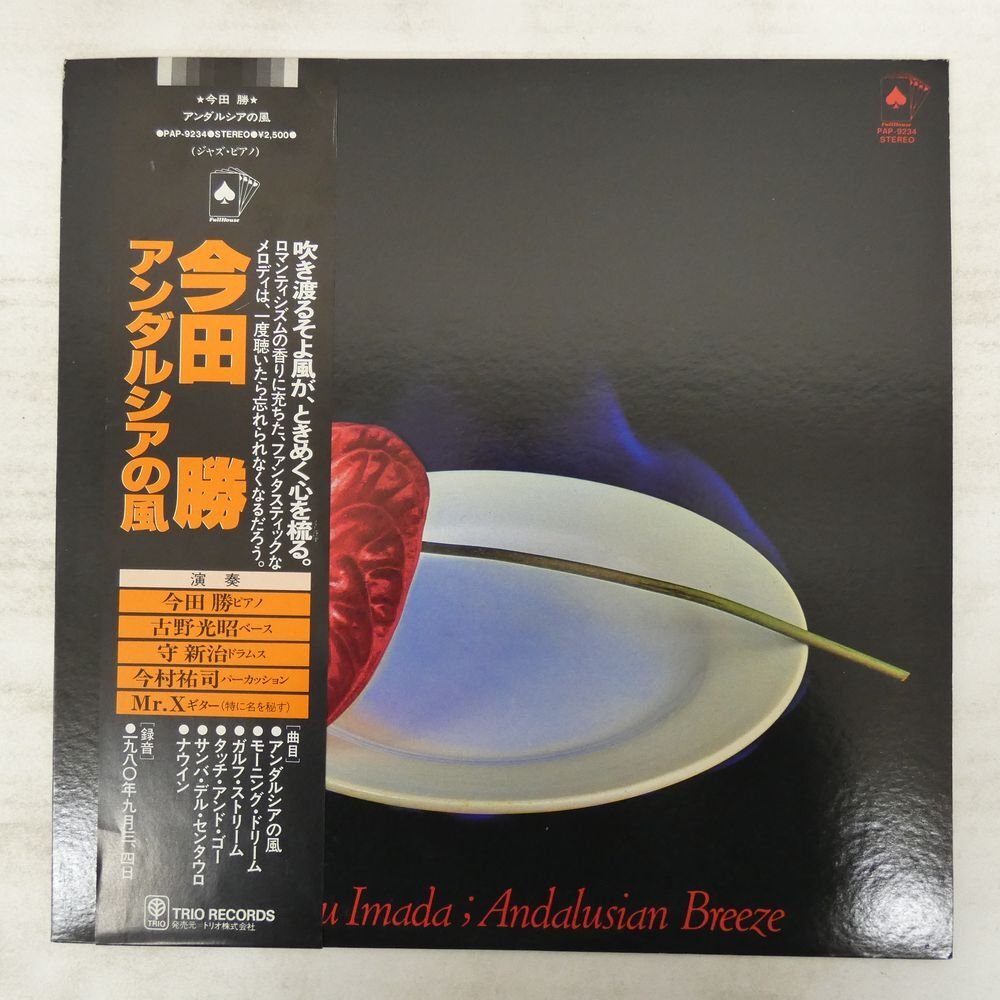 ★今田 勝★
アンダルシアの風
●PAP-9234●STEREO●¥2,500●
(ジャズ・ピアノ)
FullHouse
吹き渡るそよ風が、ときめく心を梳る。
ロマンティシズムの香りに充ちた、ファンタスティックな
メロディは、一度聴いたら忘れられなくなるだろう。
今田 勝
アンダルシアの風
演奏
今田 勝ピアノ
古野光昭ベース
守 新治ドラムス
今村祐司パーカッション
Mr.Xギター(特に名を秘す)
[曲目]
●アンダルシアの風
●モーニング・ドリーム
●ガルフ・ストリーム
●タッチ・アンド・ゴー
●サンバ・デル・センタウロ
●ナウイン
[録音]
●一九八〇年九月三、四日
TRIO
TRIO RECORDS
発売元 トリオ株式会社
FullHouse
PAP-9234
STEREO
u Imada ; Andalusian Breeze